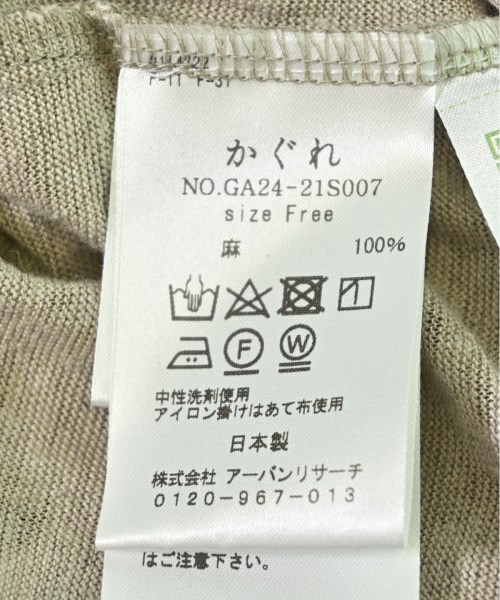 F-11 F-31
かぐれ
NO.GA24-21S007
size Free
麻 100%
F
W
中性洗剤使用
アイロン掛けはあて布使用
日本製
株式会社 アーバンリサーチ
0120-967-013
はご注意下さい。